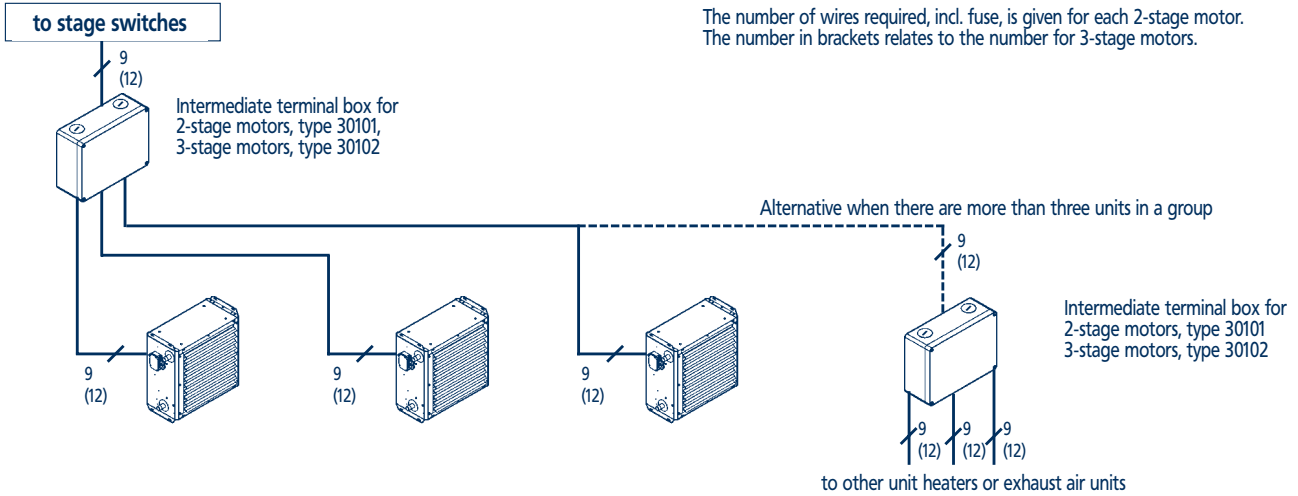 to stage switches
The number of wires required, incl. fuse, is given for each 2-stage motor.
The number in brackets relates to the number for 3-stage motors.
9
(12)
Intermediate terminal box for
2-stage motors, type 30101,
3-stage motors, type 30102
Alternative when there are more than three units in a group
9
(12)
Intermediate terminal box for
2-stage motors, type 30101
3-stage motors, type 30102
9
(12)
9
(12)
9
(12)
9
(12)
9
(12)
9
(12)
to other unit heaters or exhaust air units